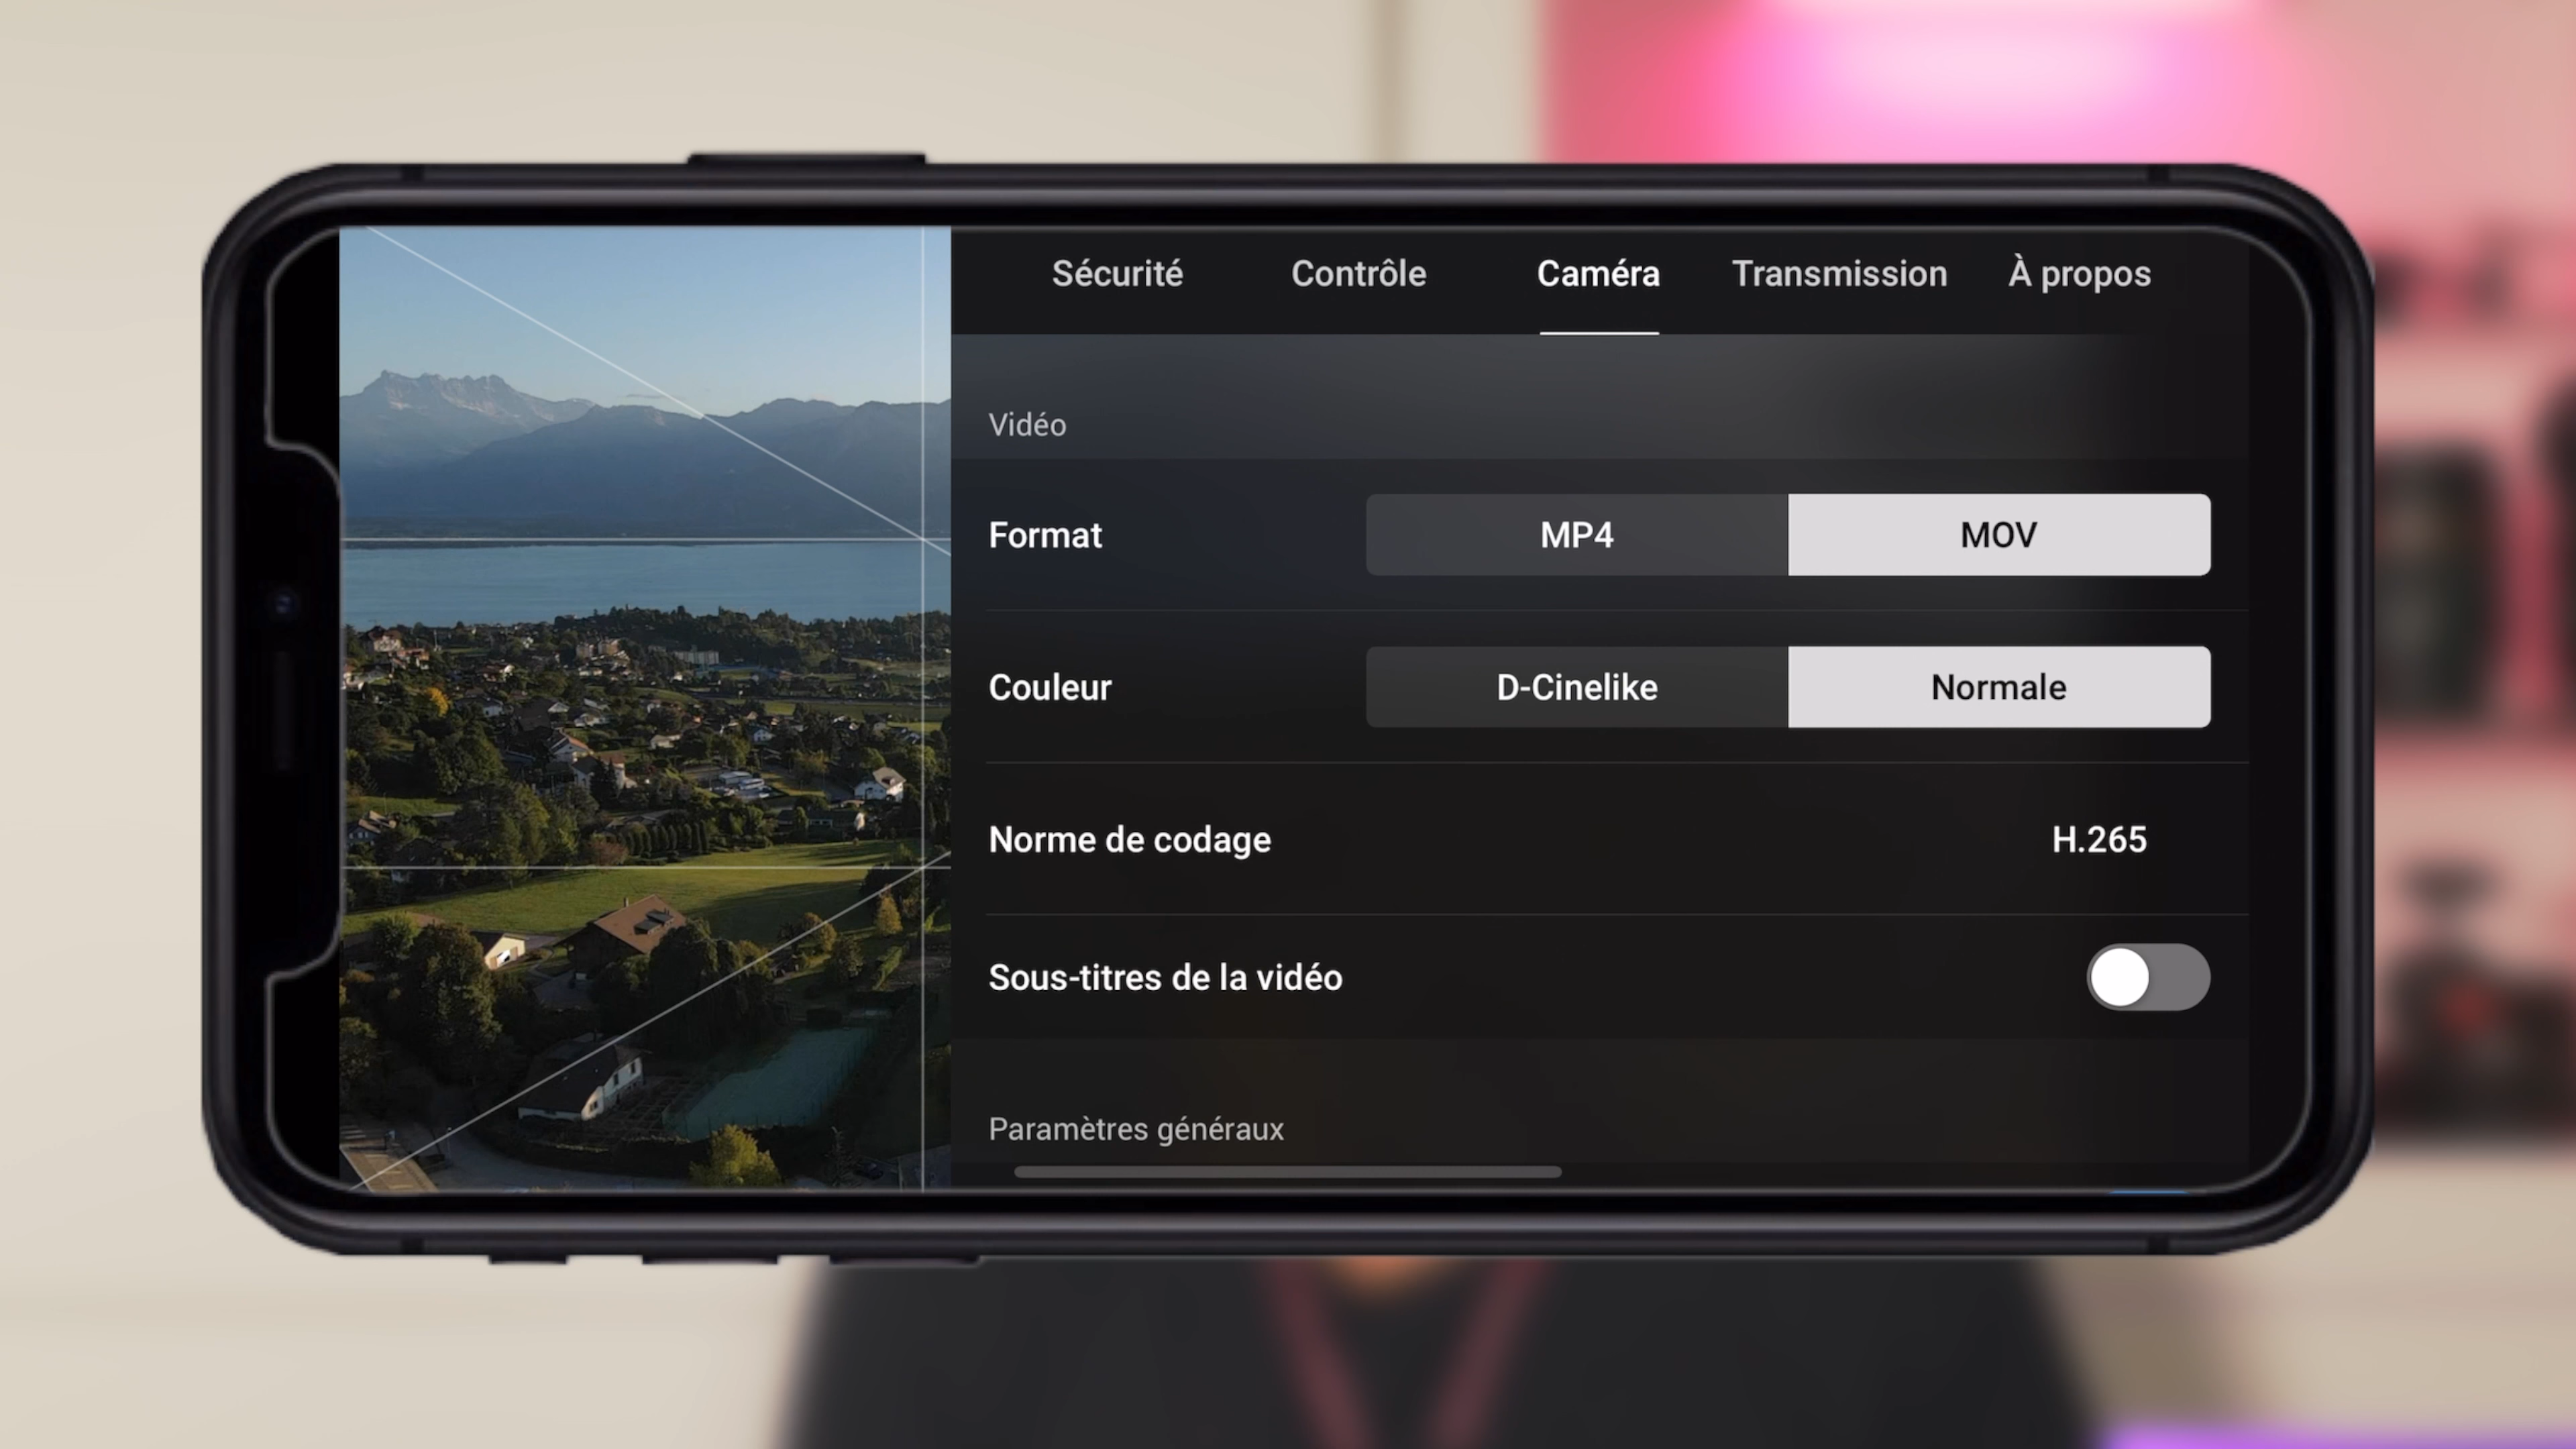 Sécurité Contrôle Caméra Transmission À propos
Vidéo
Format MP4 MOV
Couleur D-Cinelike Normale
Norme de codage H.265
Sous-titres de la vidéo
Paramètres généraux